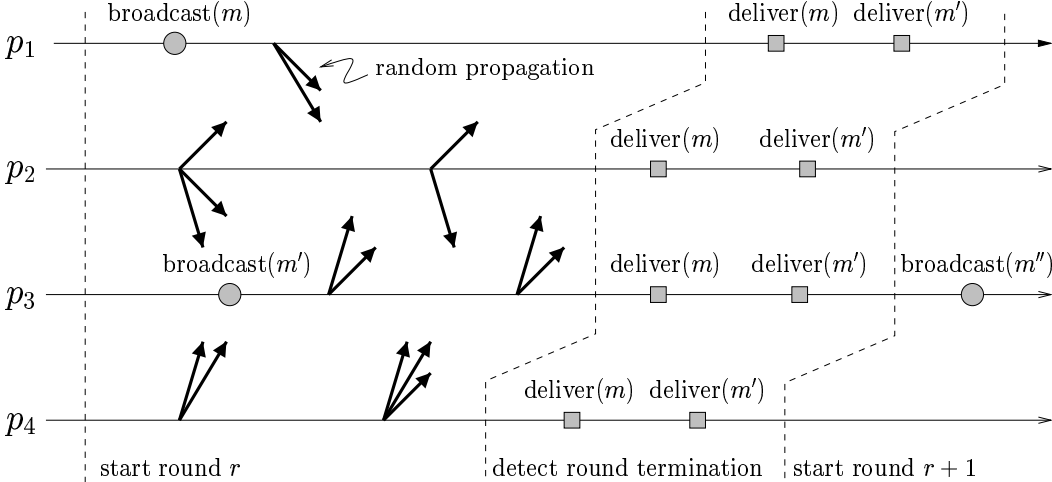 broadcast(m) deliver(m) deliver(m′)
p1
random propagation
deliver(m) deliver(m′)
p2
broadcast(m′) deliver(m) deliver(m′) broadcast(m″)
p3
deliver(m) deliver(m′)
p4
start round r detect round termination start round r + 1